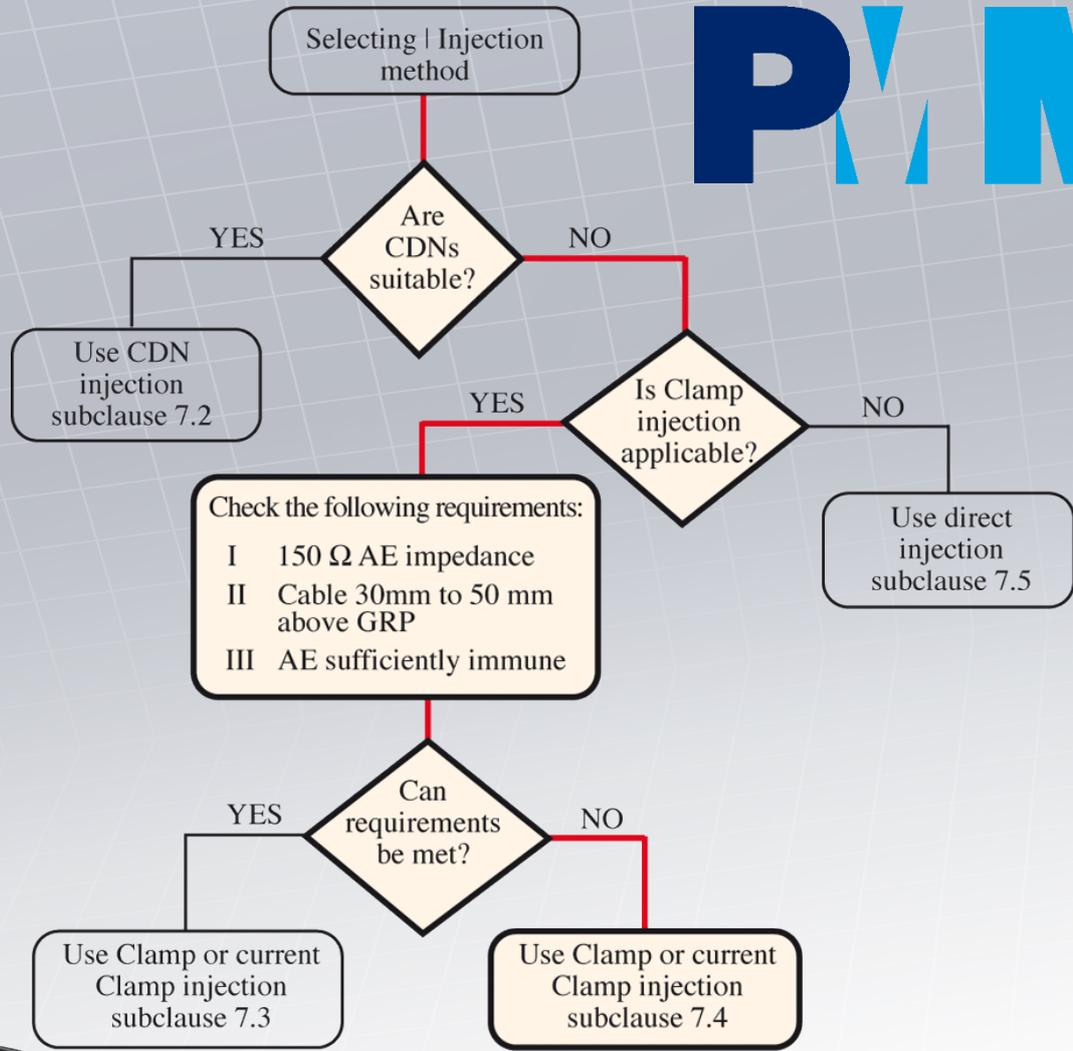 Selecting | Injection
method
PMM
Are
CDNs
suitable?
YES
NO
Use CDN
injection
subclause 7.2
Is Clamp
injection
applicable?
YES
NO
Check the following requirements:
I 150 Ω AE impedance
II Cable 30mm to 50 mm
above GRP
III AE sufficiently immune
Use direct
injection
subclause 7.5
Can
requirements
be met?
YES
NO
Use Clamp or current
Clamp injection
subclause 7.3
Use Clamp or current
Clamp injection
subclause 7.4